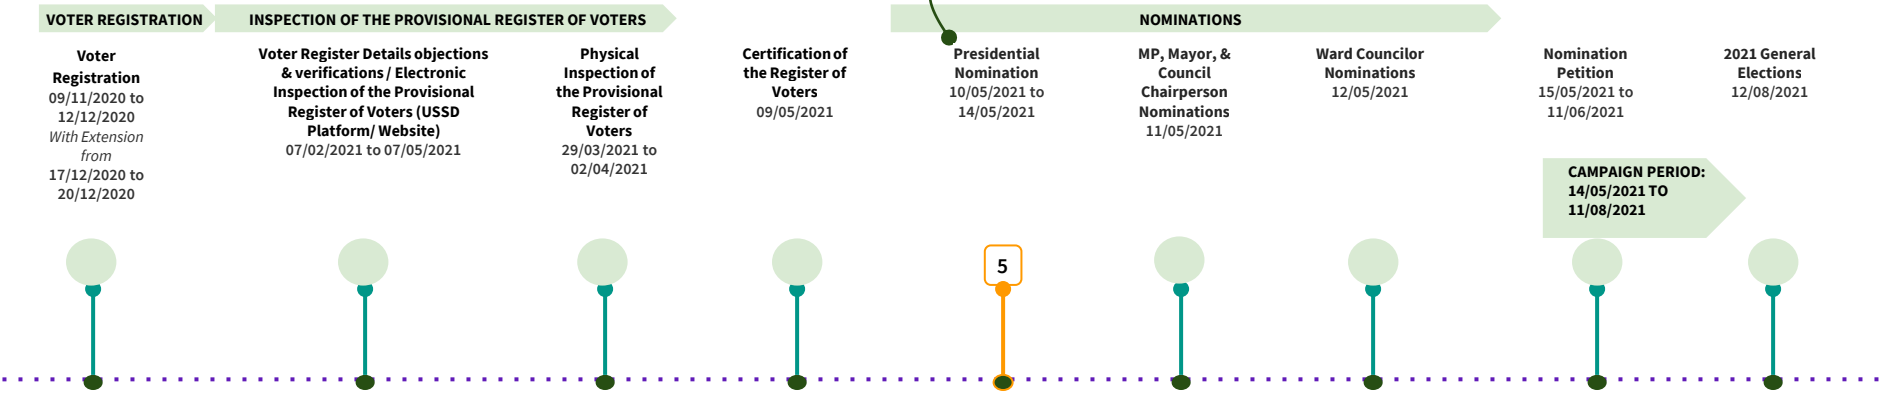 VOTER REGISTRATION
INSPECTION OF THE PROVISIONAL REGISTER OF VOTERS
NOMINATIONS
Voter
Registration
09/11/2020 to
12/12/2020
With Extension
from
17/12/2020 to
20/12/2020
Voter Register Details objections
& verifications / Electronic
Inspection of the Provisional
Register of Voters (USSD
Platform/ Website)
07/02/2021 to 07/05/2021
Physical
Inspection of
the Provisional
Register of
Voters
29/03/2021 to
02/04/2021
Certification of
the Register of
Voters
09/05/2021
Presidential
Nomination
10/05/2021 to
14/05/2021
MP, Mayor, &
Council
Chairperson
Nominations
11/05/2021
Ward Councilor
Nominations
12/05/2021
Nomination
Petition
15/05/2021 to
11/06/2021
2021 General
Elections
12/08/2021
CAMPAIGN PERIOD:
14/05/2021 TO
11/08/2021
5